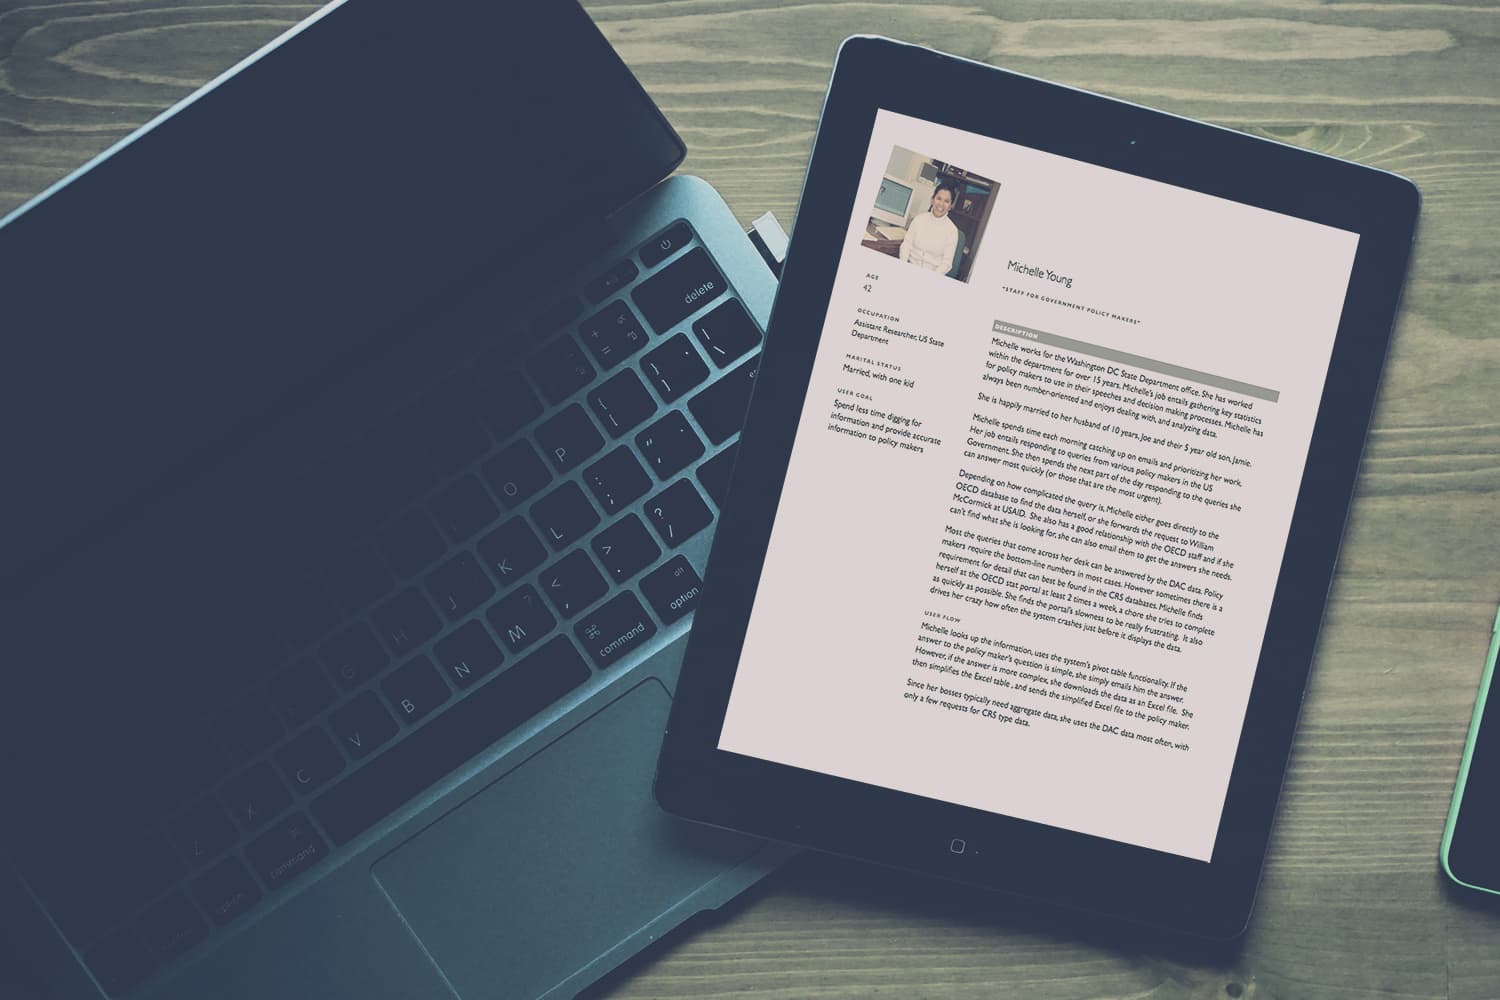 Michelle Young
"STAFF FOR GOVERNMENT POLICY MAKERS"
AGE
42
OCCUPATION
Assistant Researcher, US State
Department
MARITAL STATUS
Married, with one kid
USER GOAL
Spend less time digging for
information and provide accurate
information to policy makers
DESCRIPTION
Michelle works for the Washington DC State Department office. She has worked
within the department for over 15 years. Michelle's job entails gathering key statistics
for policy makers to use in their speeches and decision making processes. Michelle has
always been number-oriented and enjoys dealing with, and analyzing data.
She is happily married to her husband of 10 years, Joe and their 5 year old son, Jamie.
Michelle spends time each morning catching up on emails and prioritizing her work.
Her job entails responding to queries from various policy makers in the US
Government. She then spends the next part of the day responding to the queries she
can answer most quickly (or those that are the most urgent).
Depending on how complicated the query is, Michelle either goes directly to the
OECD database to find the data herself, or she forwards the request to William
McCormick at USAID. She also has a good relationship with the OECD staff and if she
can't find what she is looking for, she can also email them to get the answers she needs.
Most the queries that come across her desk can be answered by the DAC data. Policy
makers require the bottom-line numbers in most cases. However sometimes there is a
requirement for detail that can best be found in the CRS databases. Michelle finds
herself at the OECD stat portal at least 2 times a week, a chore she tries to complete
as quickly as possible. She finds the portal's slowness to be really frustrating. It also
drives her crazy how often the system crashes just before it displays the data.
USER FLOW
Michelle looks up the information, uses the system's pivot table functionality. If the
answer to the policy maker's question is simple, she simply emails him the answer.
However, if the answer is more complex, she downloads the data as an Excel file. She
then simplifies the Excel table , and sends the simplified Excel file to the policy maker.
Since her bosses typically need aggregate data, she uses the DAC data most often, with
only a few requests for CRS type data.
delete
+ =
| \
} ]
{ [
P
O
" '
: ;
L
K
J
H
G
? /
> .
< ,
M
N
B
V
C
X
Z
alt
option
⌘
command
command
option